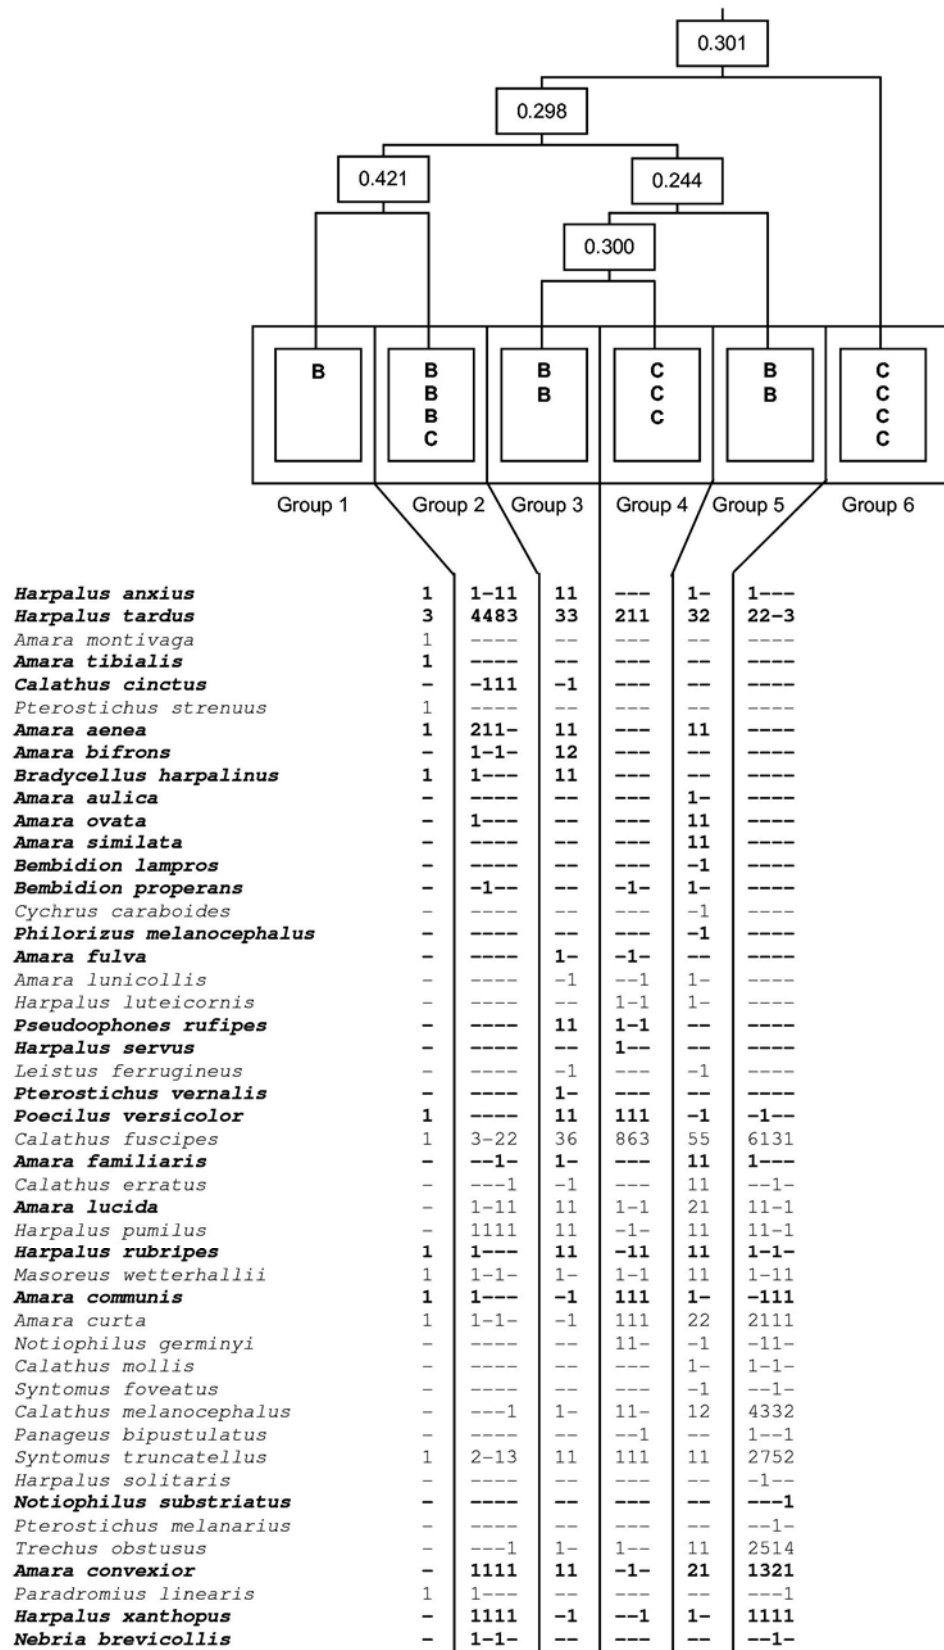 0.301
0.298
0.421 0.244
0.300
B B B C B C
B B C B C
B C C
C C
Group 1 Group 2 Group 3 Group 4 Group 5 Group 6
Harpalus anxius 1 1-11 11 --- 1- 1---
Harpalus tardus 3 4483 33 211 32 22-3
Amara montivaga 1 ---- -- --- -- ----
Amara tibialis 1 ---- -- --- -- ----
Calathus cinctus - -111 -1 --- -- ----
Pterostichus strenuus 1 ---- -- --- -- ----
Amara aenea 1 211- 11 --- 11 ----
Amara bifrons - 1-1- 12 --- -- ----
Bradycellus harpalinus 1 1--- 11 --- -- ----
Amara aulica - ---- -- --- 1- ----
Amara ovata - 1--- -- --- 11 ----
Amara similata - ---- -- --- 11 ----
Bembidion lampros - ---- -- --- -1 ----
Bembidion properans - -1-- -- -1- 1- ----
Cychrus caraboides - ---- -- --- -1 ----
Philorizus melanocephalus - ---- -- --- -1 ----
Amara fulva - ---- 1- -1- -- ----
Amara lunicollis - ---- -1 --1 1- ----
Harpalus luteicornis - ---- -- 1-1 1- ----
Pseudoophones rufipes - ---- 11 1-1 -- ----
Harpalus servus - ---- -- 1-- -- ----
Leistus ferrugineus - ---- -1 --- -1 ----
Pterostichus vernalis - ---- 1- --- -- ----
Poecilus versicolor 1 ---- 11 111 -1 -1--
Calathus fuscipes 1 3-22 36 863 55 6131
Amara familiaris - --1- 1- --- 11 1---
Calathus erratus - ---1 -1 --- 11 --1-
Amara lucida - 1-11 11 1-1 21 11-1
Harpalus pumilus - 1111 11 -1- 11 11-1
Harpalus rubripes 1 1--- 11 -11 11 1-1-
Masoreus wetterhallii 1 1-1- 1- 1-1 11 1-11
Amara communis 1 1--- -1 111 1- -111
Amara curta 1 1-1- -1 111 22 2111
Notiophilus germinyi - ---- -- 11- -1 -11-
Calathus mollis - ---- -- --- 1- 1-1-
Syntomus foveatus - ---- -- --- -1 --1-
Calathus melanocephalus - ---1 1- 11- 12 4332
Panageus bipustulatus - ---- -- --1 -- 1--1
Syntomus truncatellus 1 2-13 11 111 11 2752
Harpalus solitaris - ---- -- --- -- -1--
Notiophilus substriatus - ---- -- --- -- ---1
Pterostichus melanarius - ---- -- --- -- --1-
Trechus obstusus - ---1 1- 1-- 11 2514
Amara convexior - 1111 11 -1- 21 1321
Paradromius linearis 1 1--- -- --- -- ---1
Harpalus xanthopus - 1111 -1 --1 1- 1111
Nebria brevicollis - 1-1- -- --- -- --1-